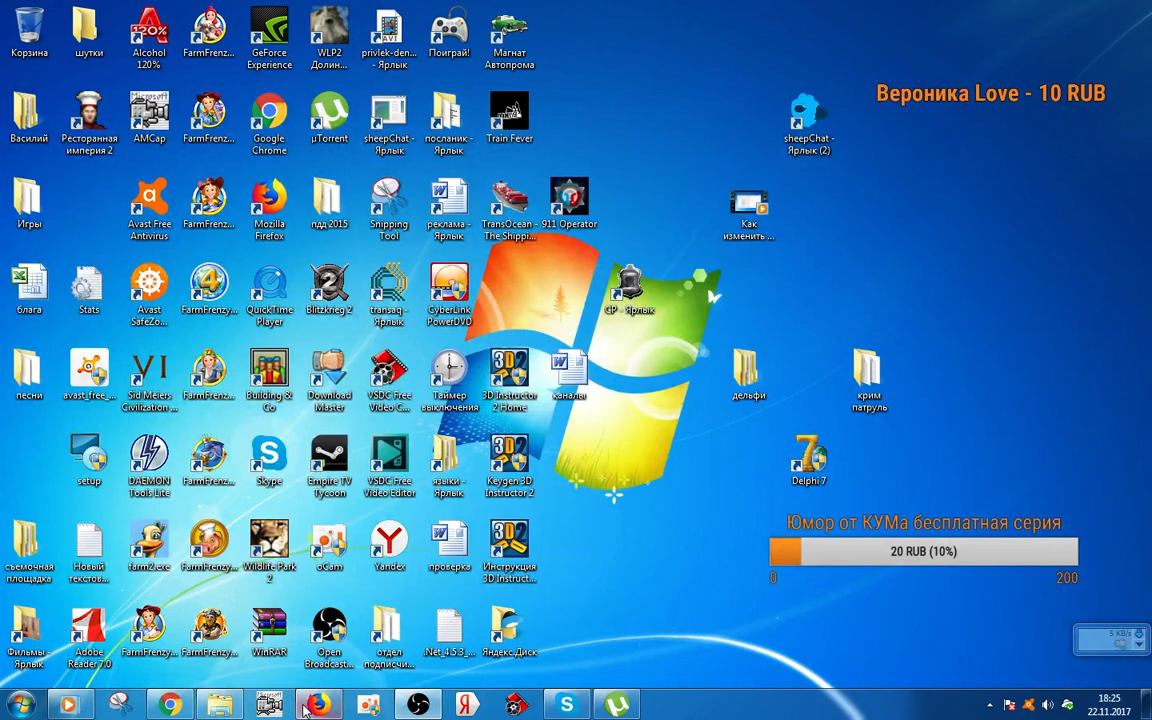 Корзина
шутки
Alcohol
120%
FarmFrenz...
GeForce
Experience
WLP2
Долин...
privlek-den...
- Ярлык
Поиграй!
Магнат
Автопрома
Вероника Love - 10 RUB
Василий
Ресторанная
империя 2
AMCap
FarmFrenz...
Google
Chrome
µTorrent
sheepChat -
Ярлык
посланик -
Ярлык
Train Fever
sheepChat -
Ярлык (2)
Игры
Avast Free
Antivirus
FarmFrenz...
Mozilla
Firefox
пдд 2015
Snipping
Tool
реклама -
Ярлык
TransOcean -
The Shippi...
911 Operator
Как
изменить ...
блага
Stats
Avast
SafeZo...
FarmFrenzy...
QuickTime
Player
Blitzkrieg 2
transaq -
Ярлык
CyberLink
PowerDVD
CP - Ярлык
песни
avast_free_...
Sid Meiers
Civilization ...
FarmFrenzy...
Building &
Co
Download
Master
VSDC Free
Video C...
Таймер
выключения
3D Instructor
2 Home
каналы
дельфи
крим
патруль
setup
DAEMON
Tools Lite
FarmFrenz...
Skype
Empire TV
Tycoon
VSDC Free
Video Editor
языки -
Ярлык
Keygen 3D
Instructor 2
Delphi 7
съемочная
площадка
Новый
текстов...
farm2.exe
FarmFrenzy...
Wildlife Park
2
oCam
Yandex
проверка
Инструкция
3D Instruct...
Юмор от КУМа бесплатная серия
20 RUB (10%)
0
200
Фильмы -
Ярлык
Adobe
Reader 7.0
FarmFrenzy...
FarmFrenzy...
WinRAR
Open
Broadcast...
отдел
подписчи...
.Net_4.5.3_...
Яндекс.Диск
5 KB/s
18:25
22.11.2017